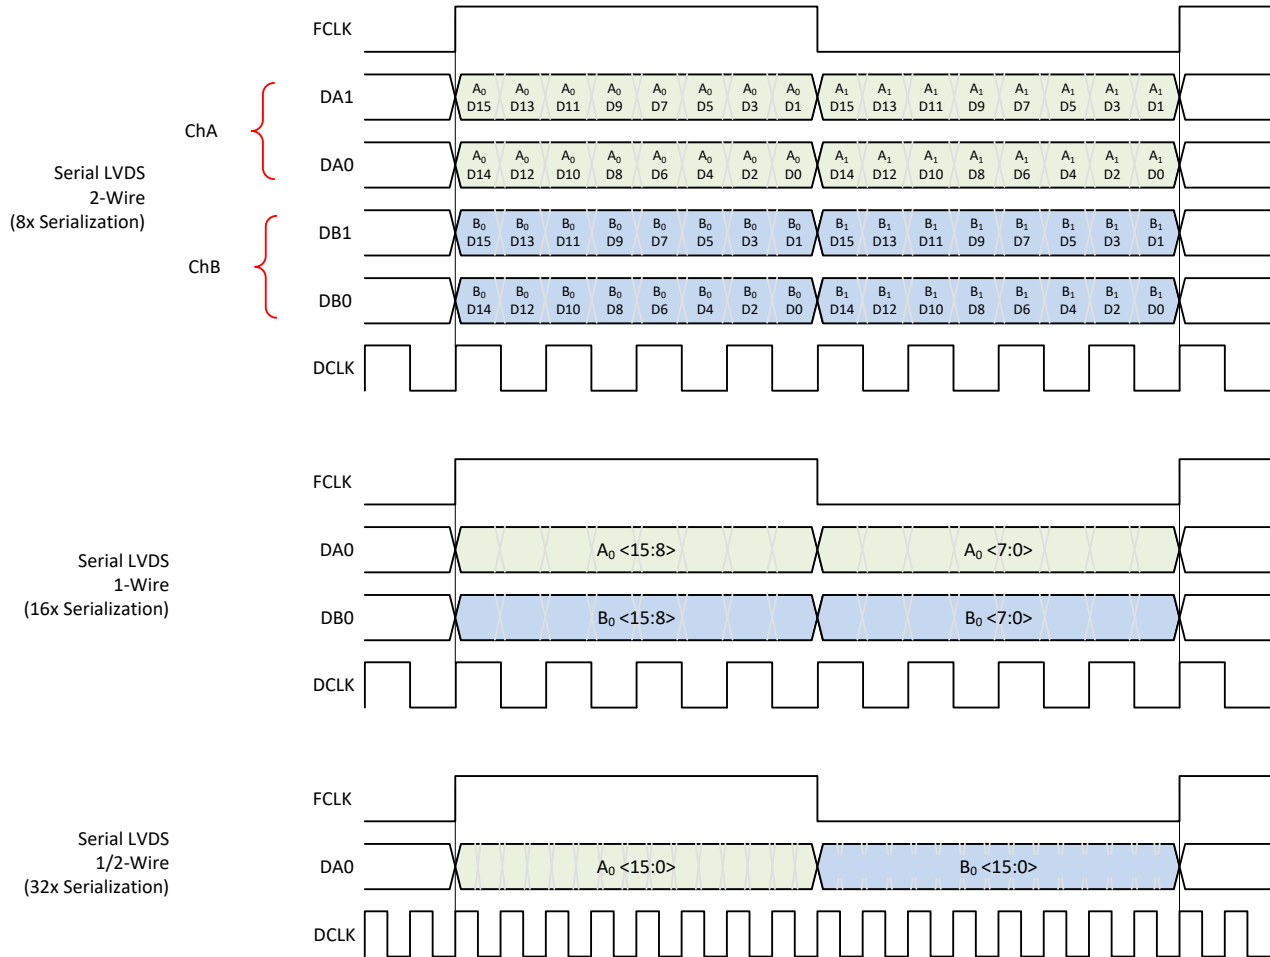 FCLK
DA1
A0 A0 A0 A0 A0 A0 A0 A0 A1 A1 A1 A1 A1 A1 A1 A1
D15 D13 D11 D9 D7 D5 D3 D1 D15 D13 D11 D9 D7 D5 D3 D1
ChA
DA0
A0 A0 A0 A0 A0 A0 A0 A0 A1 A1 A1 A1 A1 A1 A1 A1
D14 D12 D10 D8 D6 D4 D2 D0 D14 D12 D10 D8 D6 D4 D2 D0
Serial LVDS
2-Wire
(8x Serialization)
DB1
B0 B0 B0 B0 B0 B0 B0 B0 B1 B1 B1 B1 B1 B1 B1 B1
D15 D13 D11 D9 D7 D5 D3 D1 D15 D13 D11 D9 D7 D5 D3 D1
ChB
DB0
B0 B0 B0 B0 B0 B0 B0 B0 B1 B1 B1 B1 B1 B1 B1 B1
D14 D12 D10 D8 D6 D4 D2 D0 D14 D12 D10 D8 D6 D4 D2 D0
DCLK
FCLK
DA0 A0 <15:8> A0 <7:0>
Serial LVDS
1-Wire
(16x Serialization)
DB0 B0 <15:8> B0 <7:0>
DCLK
FCLK
Serial LVDS
1/2-Wire
(32x Serialization)
DA0 A0 <15:0> B0 <15:0>
DCLK